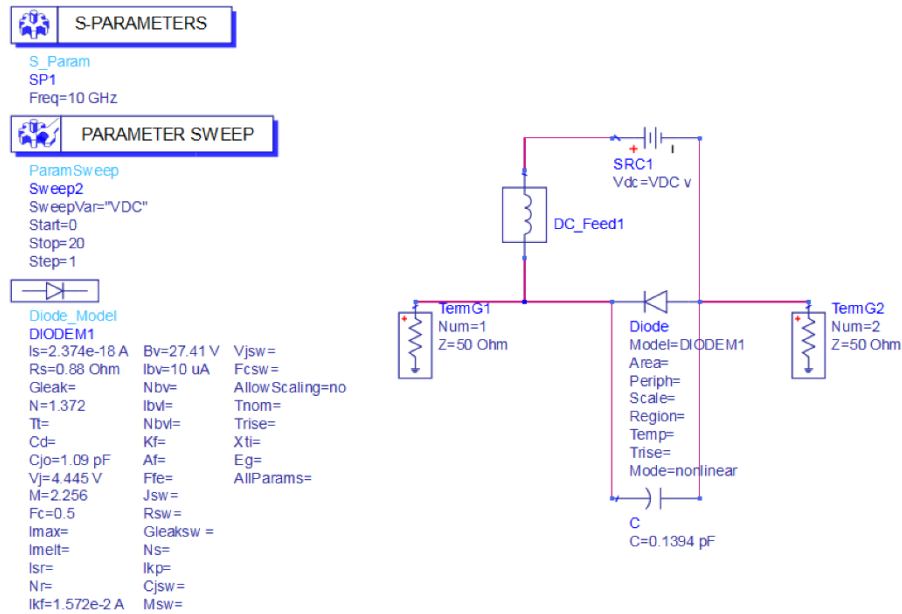 S-PARAMETERS
S_Param
SP1
Freq=10 GHz
PARAMETER SWEEP
ParamSweep
Sweep2
SweepVar="VDC"
Start=0
Stop=20
Step=1
Diode_Model
DIODEM1
Is=2.374e-18 A Bv=27.41 V Vjsw=
Rs=0.88 Ohm Ibv=10 uA Fcsw=
Gleak= Nbv= AllowScaling=no
N=1.372 Ibvl= Tnom=
Tt= Nbvl= Trise=
Cd= Kf= Xti=
Cjo=1.09 pF Af= Eg=
Vj=4.445 V Ffe= AllParams=
M=2.256 Jsw=
Fc=0.5 Rsw=
Imax= Gleaksw=
Imelt= Ns=
Isr= Ikp=
Nr= Cjsw=
Ikf=1.572e-2 A Msw=
+ -
SRC1
Vdc=VDC V
DC_Feed1
+
TermG1
Num=1
Z=50 Ohm
Diode
Model=DIODEM1
Area=
Periph=
Scale=
Region=
Temp=
Trise=
Mode=nonlinear
+
TermG2
Num=2
Z=50 Ohm
C
C=0.1394 pF